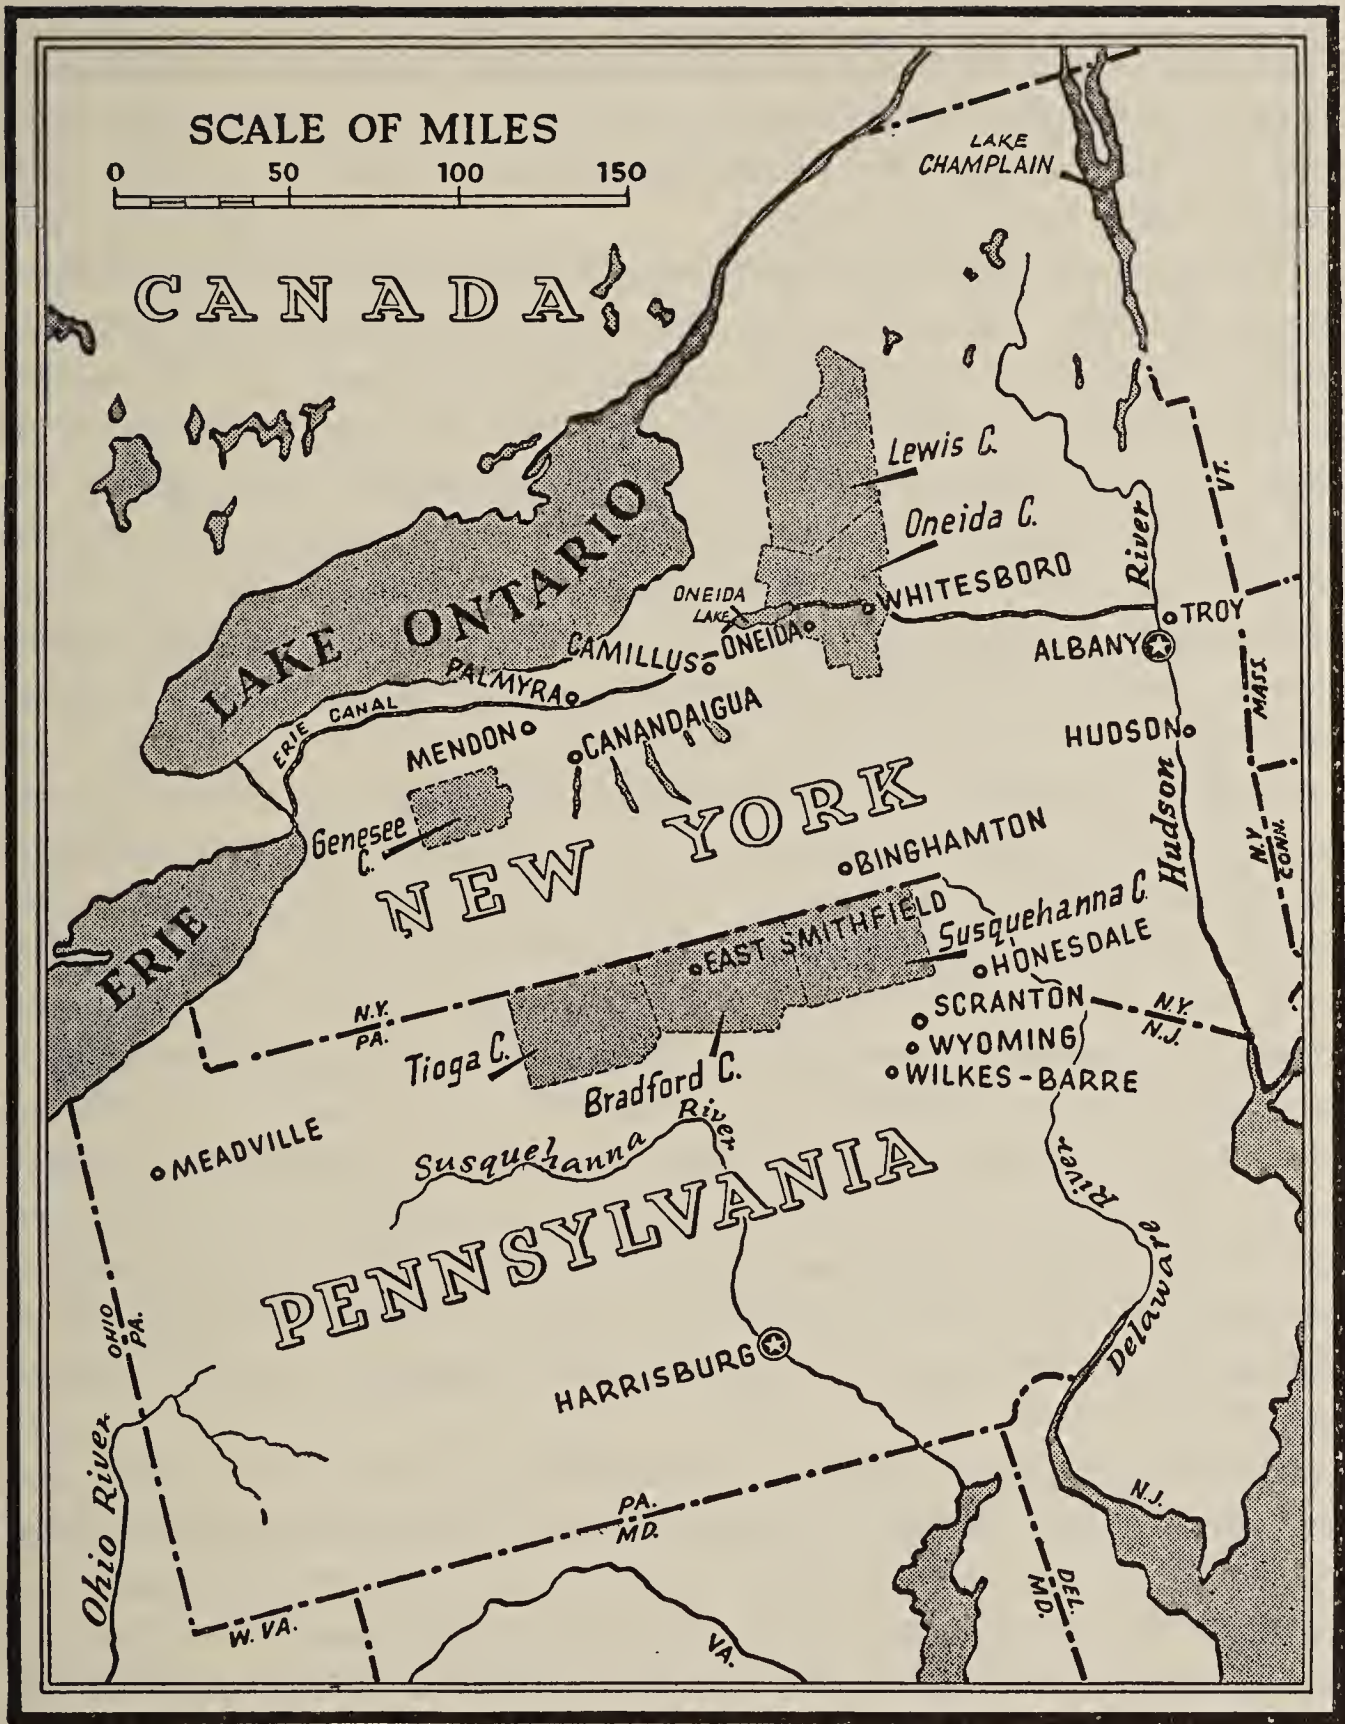 SCALE OF MILES
0 50 100 150
CANADA
LAKE
CHAMPLAIN
Lewis C.
Oneida C.
LAKE ONTARIO
ONEIDA
LAKE
WHITESBORO
River
VT.
TROY
ALBANY
CAMILLUS
ONEIDA
PALMYRA
ERIE CANAL
MENDON
CANANDAIGUA
MASS.
HUDSON
Hudson
Genesee
C.
NEW YORK
BINGHAMTON
N.Y.
CONN.
ERIE
EAST SMITHFIELD
Susquehanna C.
HONESDALE
SCRANTON
WYOMING
WILKES-BARRE
N.Y.
N.J.
N.Y.
PA.
Tioga C.
Bradford C.
MEADVILLE
Susquehanna River
PENNSYLVANIA
River
Delaware
OHIO
PA.
HARRISBURG
Ohio River
PA.
MD.
N.J.
DEL.
MD.
W. VA.
VA.